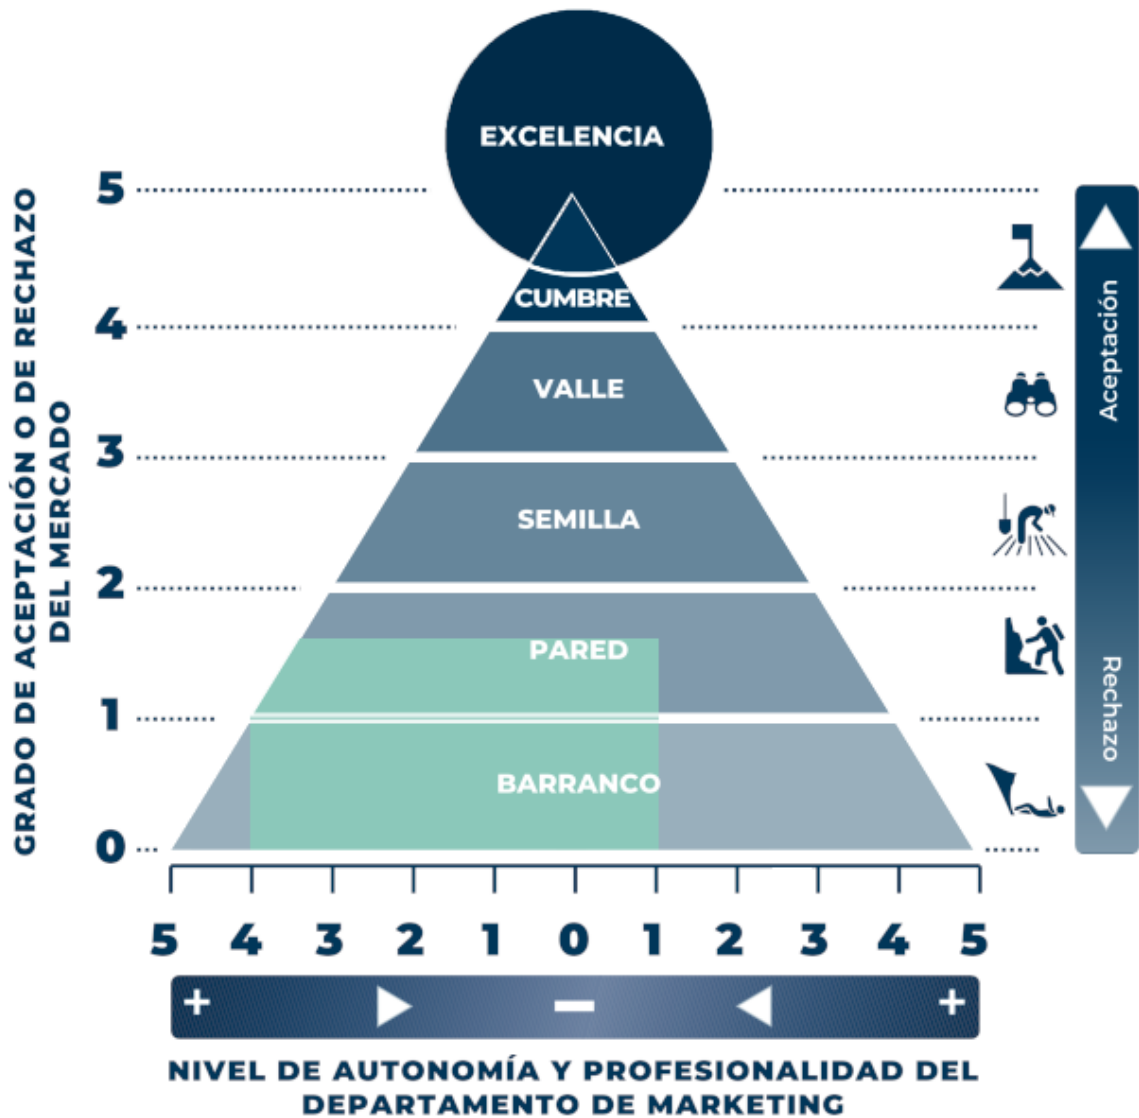 EXCELENCIA
GRADO DE ACEPTACIÓN O DE RECHAZO
DEL MERCADO
5
CUMBRE
4
VALLE
3
SEMILLA
2
PARED
1
BARRANCO
0
Aceptación
Rechazo
5 4 3 2 1 0 1 2 3 4 5
+ − +
NIVEL DE AUTONOMÍA Y PROFESIONALIDAD DEL
DEPARTAMENTO DE MARKETING